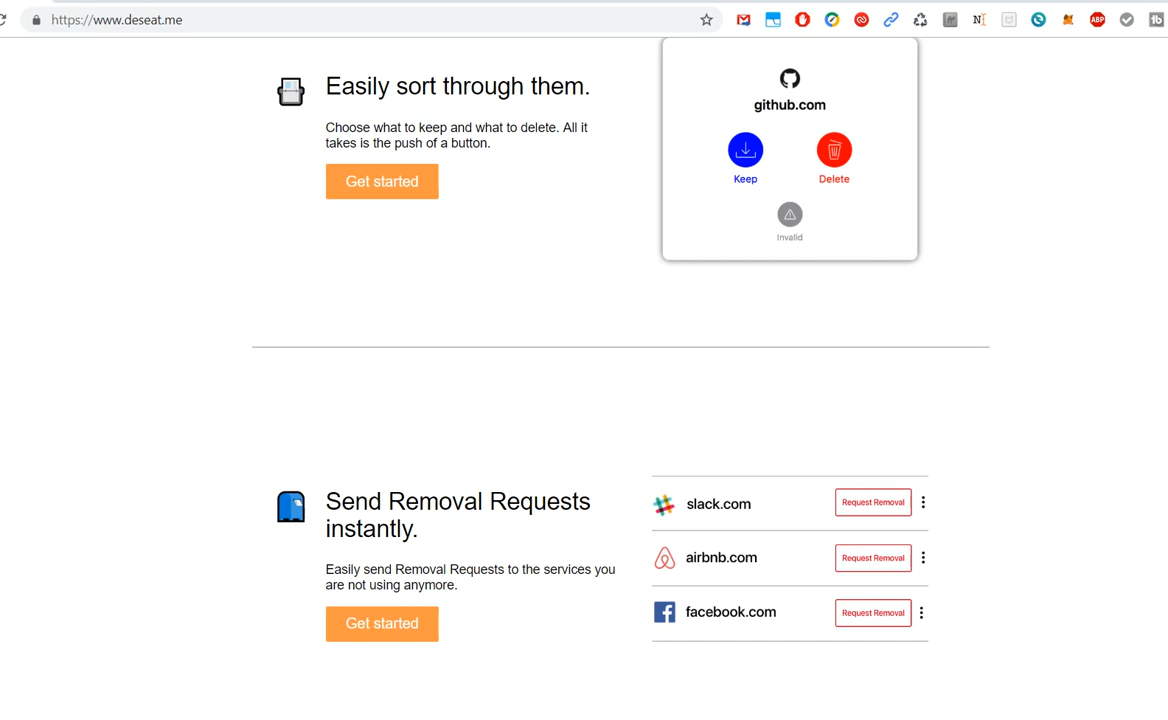 https://www.deseat.me
ABP
Easily sort through them.
Choose what to keep and what to delete. All it
takes is the push of a button.
Get started
github.com
Keep
Delete
Invalid
Send Removal Requests
instantly.
Easily send Removal Requests to the services you
are not using anymore.
Get started
slack.com
Request Removal
airbnb.com
Request Removal
facebook.com
Request Removal